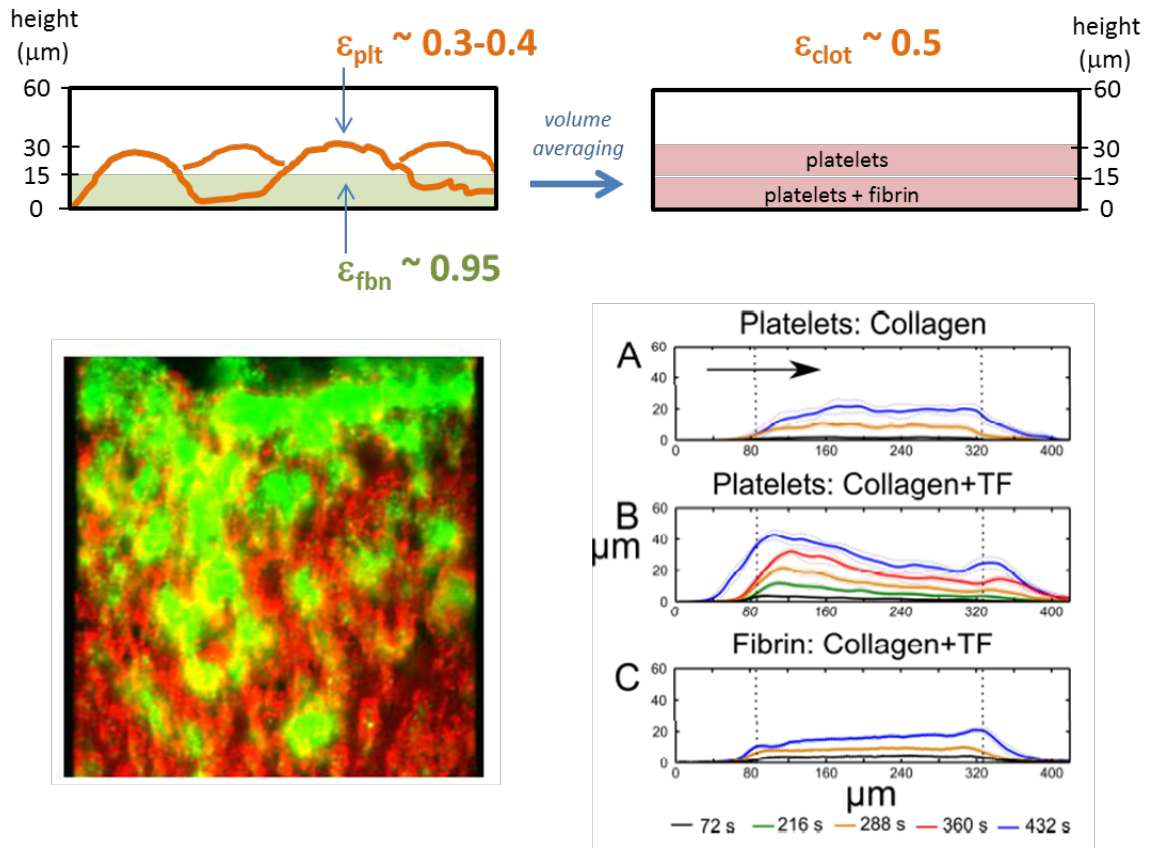 height
(μm)
60
30
15
0
εplt ~ 0.3-0.4
εfbn ~ 0.95
volume
averaging
εclot ~ 0.5
height
(μm)
60
30
15
0
platelets
platelets + fibrin
Platelets: Collagen
A
60
40
20
0
0 80 160 240 320 400
Platelets: Collagen+TF
B
μm
60
40
20
0
0 80 160 240 320 400
Fibrin: Collagen+TF
C
60
40
20
0
0 80 160 240 320 400
μm
72 s 216 s 288 s 360 s 432 s